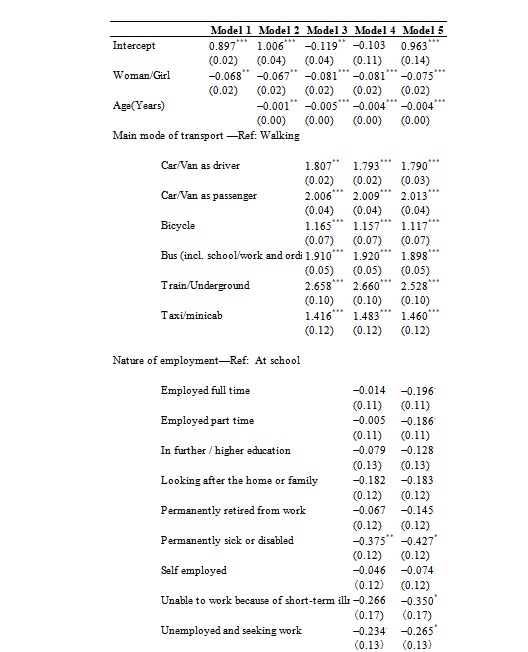 Model 1 Model 2 Model 3 Model 4 Model 5
Intercept 0.897*** 1.006*** −0.119** −0.103 0.963***
(0.02) (0.04) (0.04) (0.11) (0.14)
Woman/Girl −0.068** −0.067** −0.081*** −0.081*** −0.075***
(0.02) (0.02) (0.02) (0.02) (0.02)
Age(Years) −0.001** −0.005*** −0.004*** −0.004***
(0.00) (0.00) (0.00) (0.00)
Main mode of transport —Ref: Walking
Car/Van as driver 1.807** 1.793*** 1.790***
(0.02) (0.02) (0.03)
Car/Van as passenger 2.006*** 2.009*** 2.013***
(0.04) (0.04) (0.04)
Bicycle 1.165*** 1.157*** 1.117***
(0.07) (0.07) (0.07)
Bus (incl. school/work and ordi 1.910*** 1.920*** 1.898***
(0.05) (0.05) (0.05)
Train/Underground 2.658*** 2.660*** 2.528***
(0.10) (0.10) (0.10)
Taxi/minicab 1.416*** 1.483*** 1.460***
(0.12) (0.12) (0.12)
Nature of employment—Ref: At school
Employed full time −0.014 −0.196·
(0.11) (0.11)
Employed part time −0.005 −0.186·
(0.11) (0.11)
In further / higher education −0.079 −0.128
(0.13) (0.13)
Looking after the home or family −0.182 −0.183
(0.12) (0.12)
Permanently retired from work −0.067 −0.145
(0.12) (0.12)
Permanently sick or disabled −0.375** −0.427*
(0.12) (0.12)
Self employed −0.046 −0.074
(0.12) (0.12)
Unable to work because of short-term illr −0.266 −0.350*
(0.17) (0.17)
Unemployed and seeking work −0.234· −0.265*
(0.13) (0.13)